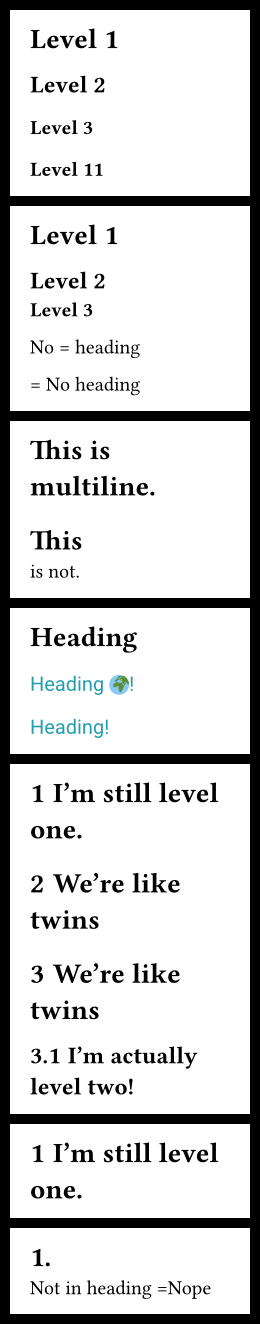 Level 1
Level 2
Level 3
Level 11
Level 1
Level 2
Level 3
No = heading
= No heading
This is
multiline.
This
is not.
Heading
Heading 🌍!
Heading!
1 I’m still level
one.
2 We’re like
twins
3 We’re like
twins
3.1 I’m actually
level two!
1 I’m still level
one.
1.
Not in heading =Nope